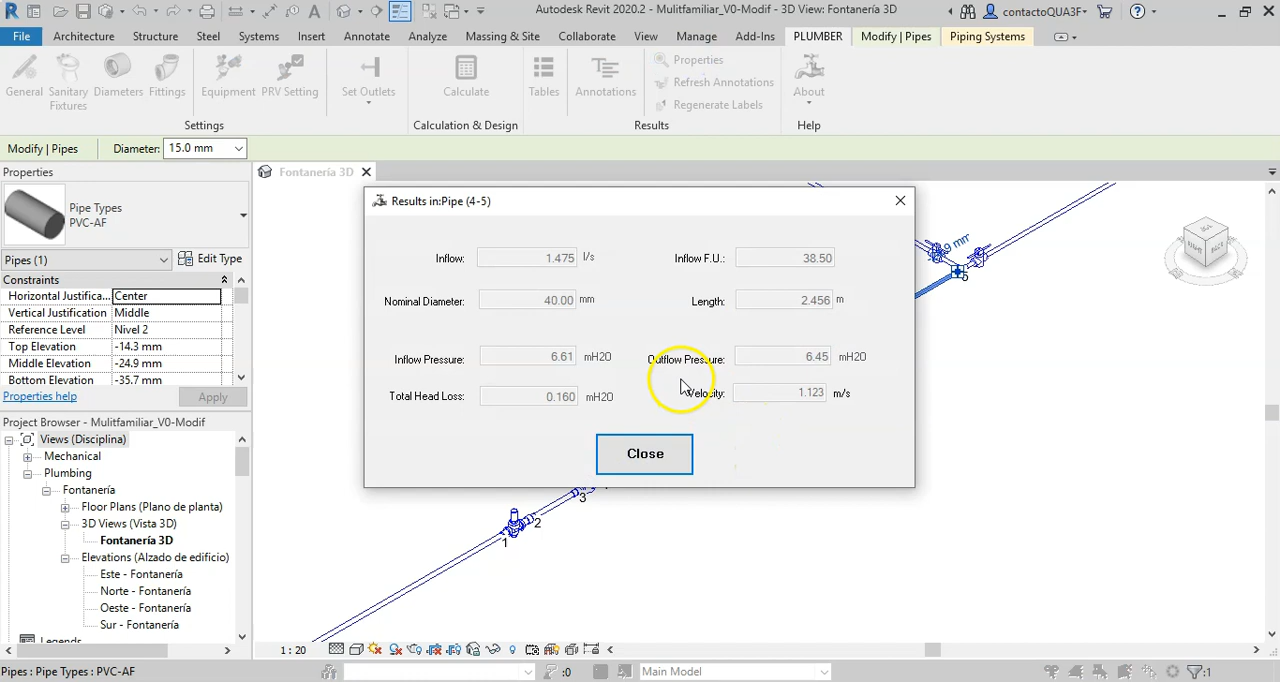 Autodesk Revit 2020.2 - Mulitfamiliar_V0-Modif - 3D View: Fontanería 3D
contactoQUA3F
File Architecture Structure Steel Systems Insert Annotate Analyze Massing & Site Collaborate View Manage Add-Ins PLUMBER Modify | Pipes Piping Systems
General Sanitary Fixtures Diameters Fittings Equipment PRV Setting Set Outlets Calculate Tables Annotations
Properties
Refresh Annotations
Regenerate Labels
About
Settings Calculation & Design Results Help
Modify | Pipes Diameter: 15.0 mm
Properties
Fontanería 3D
Pipe Types
PVC-AF
Pipes (1) Edit Type
Constraints
Horizontal Justifica... Center
Vertical Justification Middle
Reference Level Nivel 2
Top Elevation -14.3 mm
Middle Elevation -24.9 mm
Bottom Elevation -35.7 mm
Properties help Apply
Project Browser - Mulitfamiliar_V0-Modif
Views (Disciplina)
Mechanical
Plumbing
Fontanería
Floor Plans (Plano de planta)
3D Views (Vista 3D)
Fontanería 3D
Elevations (Alzado de edificio)
Este - Fontanería
Norte - Fontanería
Oeste - Fontanería
Sur - Fontanería
Legends
Results in:Pipe (4-5)
Inflow: 1.475 l/s Inflow F.U.: 38.50
Nominal Diameter: 40.00 mm Length: 2.456 m
Inflow Pressure: 6.61 mH2O Outflow Pressure: 6.45 mH2O
Total Head Loss: 0.160 mH2O Velocity: 1.123 m/s
Close
9 mm
5
3
2
1
RIGHT BACK
1 : 20
Pipes : Pipe Types : PVC-AF :0 Main Model :1